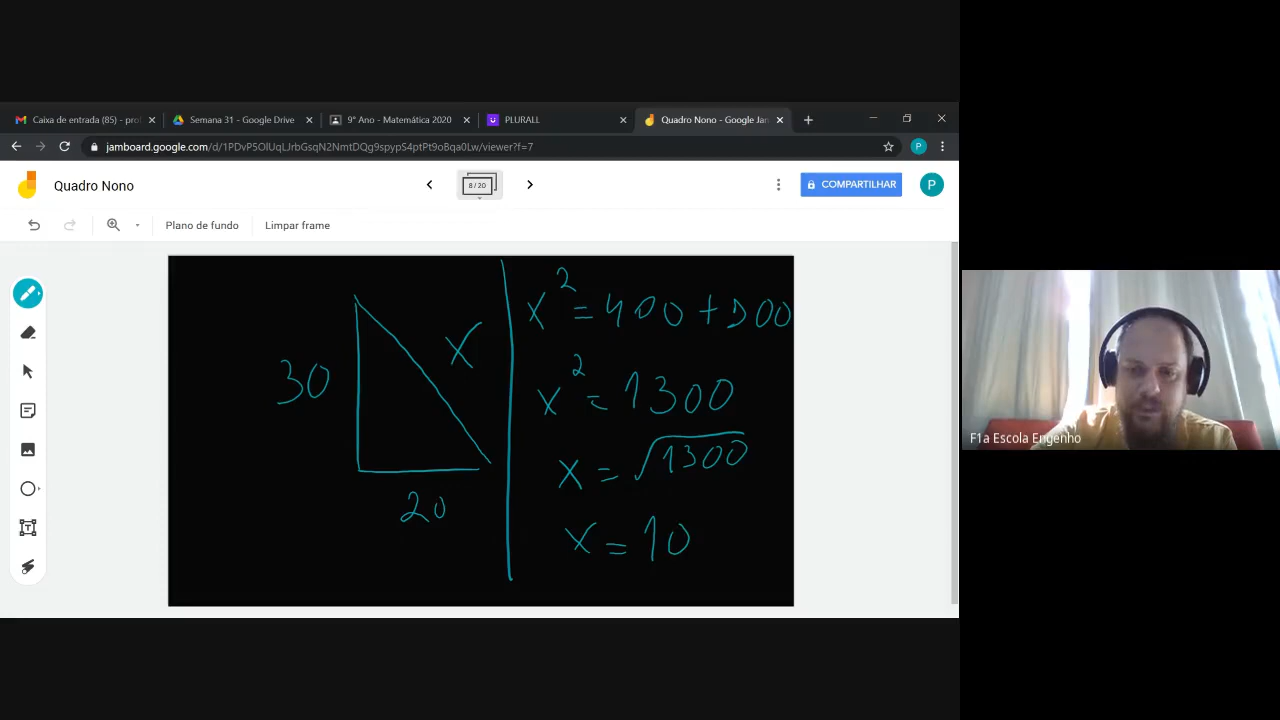 Caixa de entrada (85) - pro
Semana 31 - Google Drive
9° Ano - Matemática 2020
PLURALL
Quadro Nono - Google Jam
jamboard.google.com/d/1PDvP5OlUqLJrbGsqN2NmtDQg9spypS4ptPt9oBqa0Lw/viewer?f=7
P
Quadro Nono
8 / 20
COMPARTILHAR
P
Plano de fundo
Limpar frame
30
x
20
x² = 400 + 900
x² = 1300
x = √1300
x = 10
F1a Escola Engenho